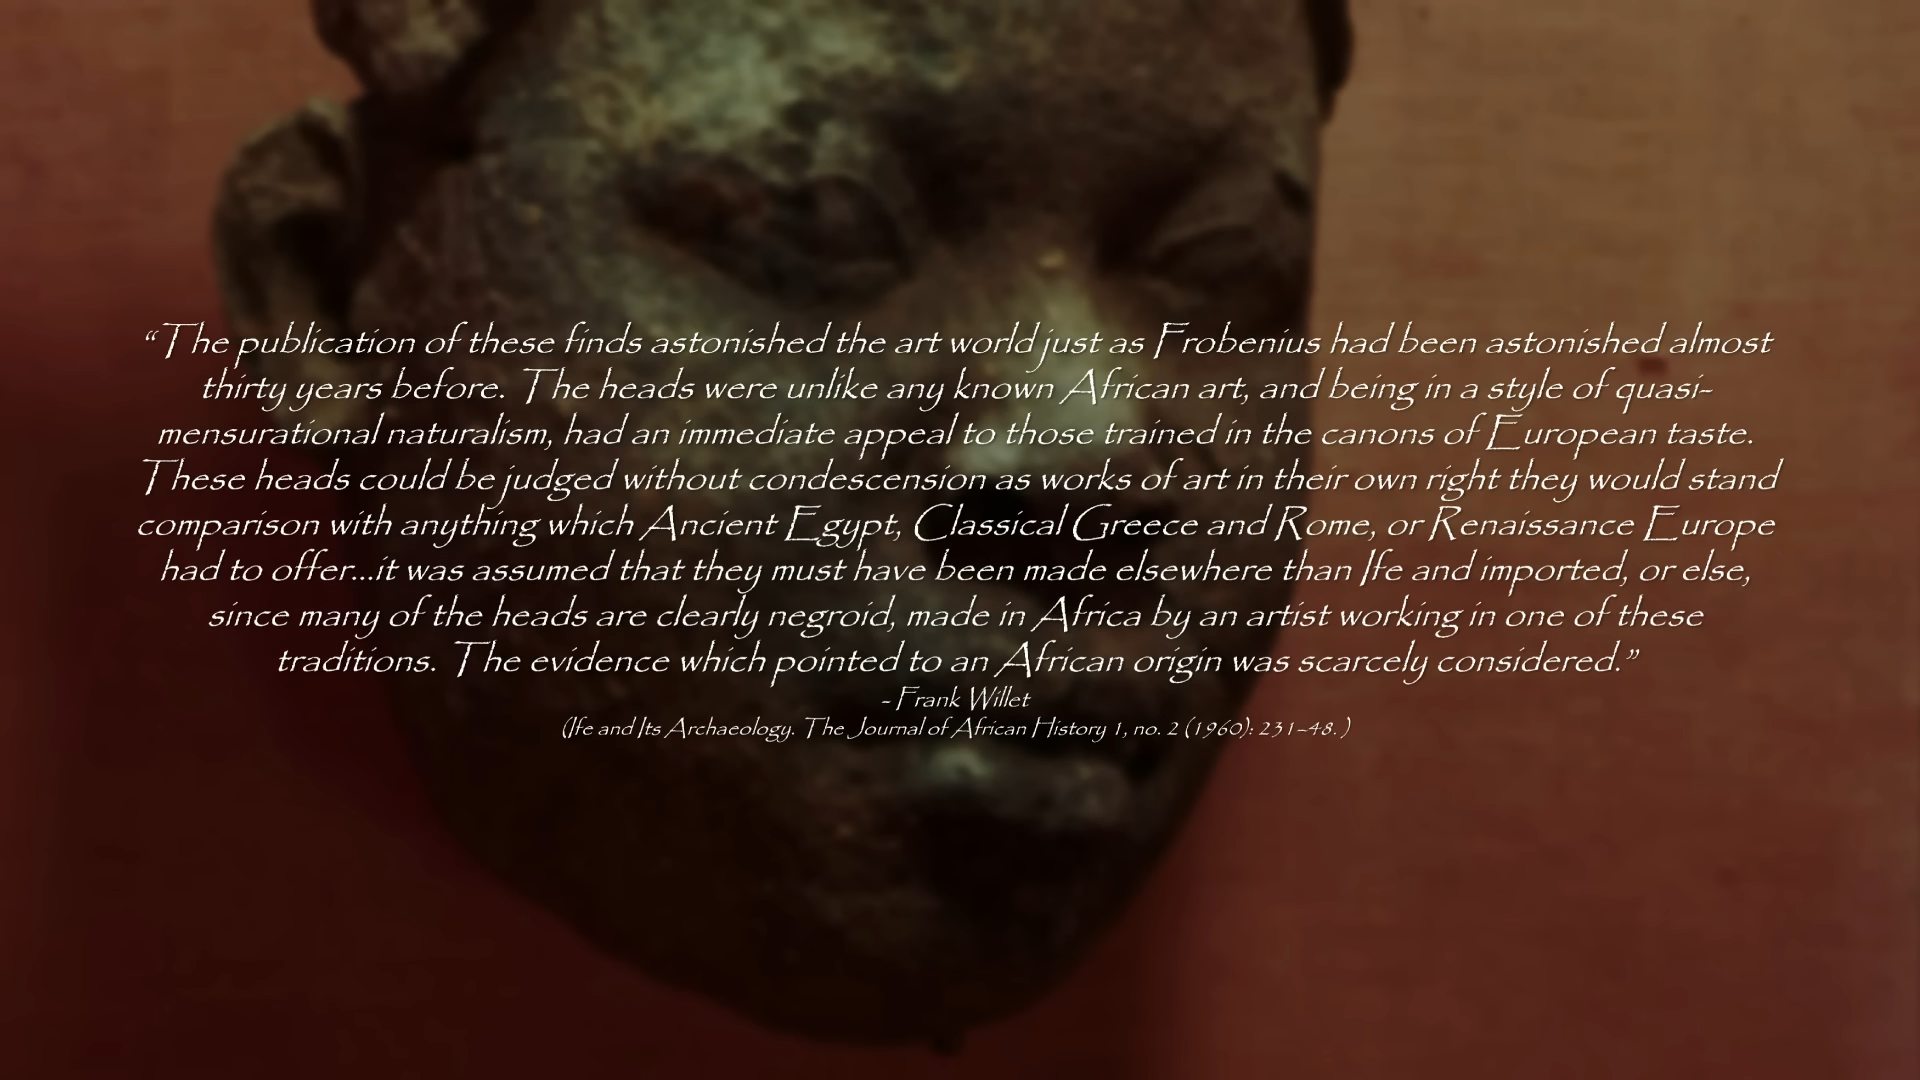 “The publication of these finds astonished the art world just as Frobenius had been astonished almost
thirty years before. The heads were unlike any known African art, and being in a style of quasi-
mensurational naturalism, had an immediate appeal to those trained in the canons of European taste.
These heads could be judged without condescension as works of art in their own right they would stand
comparison with anything which Ancient Egypt, Classical Greece and Rome, or Renaissance Europe
had to offer...it was assumed that they must have been made elsewhere than Ife and imported, or else,
since many of the heads are clearly negroid, made in Africa by an artist working in one of these
traditions. The evidence which pointed to an African origin was scarcely considered.”
- Frank Willet
(Ife and Its Archaeology. The Journal of African History 1, no. 2 (1960): 231–48. )